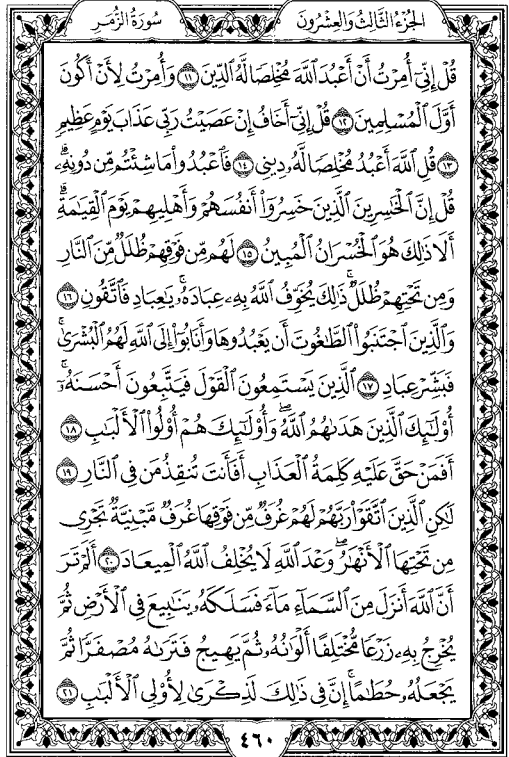 سُورَةُ الزُّمَرِ
الجُزْءُ الثَّالِثُ وَالعِشْرُونَ
قُلْ إِنِّيٓ أُمِرْتُ أَنْ أَعْبُدَ ٱللَّهَ مُخْلِصًا لَّهُ ٱلدِّينَ ۝١١ وَأُمِرْتُ لِأَنْ أَكُونَ
أَوَّلَ ٱلْمُسْلِمِينَ ۝١٢ قُلْ إِنِّيٓ أَخَافُ إِنْ عَصَيْتُ رَبِّي عَذَابَ يَوْمٍ عَظِيمٍ
۝١٣ قُلِ ٱللَّهَ أَعْبُدُ مُخْلِصًا لَّهُۥ دِينِي ۝١٤ فَٱعْبُدُوا۟ مَا شِئْتُم مِّن دُونِهِۦۗ
قُلْ إِنَّ ٱلْخَٰسِرِينَ ٱلَّذِينَ خَسِرُوٓا۟ أَنفُسَهُمْ وَأَهْلِيهِمْ يَوْمَ ٱلْقِيَٰمَةِۗ
أَلَا ذَٰلِكَ هُوَ ٱلْخُسْرَانُ ٱلْمُبِينُ ۝١٥ لَهُم مِّن فَوْقِهِمْ ظُلَلٌ مِّنَ ٱلنَّارِ
وَمِن تَحْتِهِمْ ظُلَلٌۚ ذَٰلِكَ يُخَوِّفُ ٱللَّهُ بِهِۦ عِبَادَهُۥۚ يَٰعِبَادِ فَٱتَّقُونِ ۝١٦
وَٱلَّذِينَ ٱجْتَنَبُوا۟ ٱلطَّٰغُوتَ أَن يَعْبُدُوهَا وَأَنَابُوٓا۟ إِلَى ٱللَّهِ لَهُمُ ٱلْبُشْرَىٰۚ
فَبَشِّرْ عِبَادِ ۝١٧ ٱلَّذِينَ يَسْتَمِعُونَ ٱلْقَوْلَ فَيَتَّبِعُونَ أَحْسَنَهُۥٓۚ
أُو۟لَٰٓئِكَ ٱلَّذِينَ هَدَىٰهُمُ ٱللَّهُۖ وَأُو۟لَٰٓئِكَ هُمْ أُو۟لُوا۟ ٱلْأَلْبَٰبِ ۝١٨
أَفَمَنْ حَقَّ عَلَيْهِ كَلِمَةُ ٱلْعَذَابِ أَفَأَنتَ تُنقِذُ مَن فِي ٱلنَّارِ ۝١٩
لَٰكِنِ ٱلَّذِينَ ٱتَّقَوْا۟ رَبَّهُمْ لَهُمْ غُرَفٌ مِّن فَوْقِهَا غُرَفٌ مَّبْنِيَّةٌ تَجْرِي
مِن تَحْتِهَا ٱلْأَنْهَٰرُۖ وَعْدَ ٱللَّهِ لَا يُخْلِفُ ٱللَّهُ ٱلْمِيعَادَ ۝٢٠ أَلَمْ تَرَ
أَنَّ ٱللَّهَ أَنزَلَ مِنَ ٱلسَّمَآءِ مَآءً فَسَلَكَهُۥ يَنَٰبِيعَ فِي ٱلْأَرْضِ ثُمَّ
يُخْرِجُ بِهِۦ زَرْعًا مُّخْتَلِفًا أَلْوَٰنُهُۥ ثُمَّ يَهِيجُ فَتَرَىٰهُ مُصْفَرًّا ثُمَّ
يَجْعَلُهُۥ حُطَٰمًاۚ إِنَّ فِي ذَٰلِكَ لَذِكْرَىٰ لِأُو۟لِي ٱلْأَلْبَٰبِ ۝٢١
٤٦٠